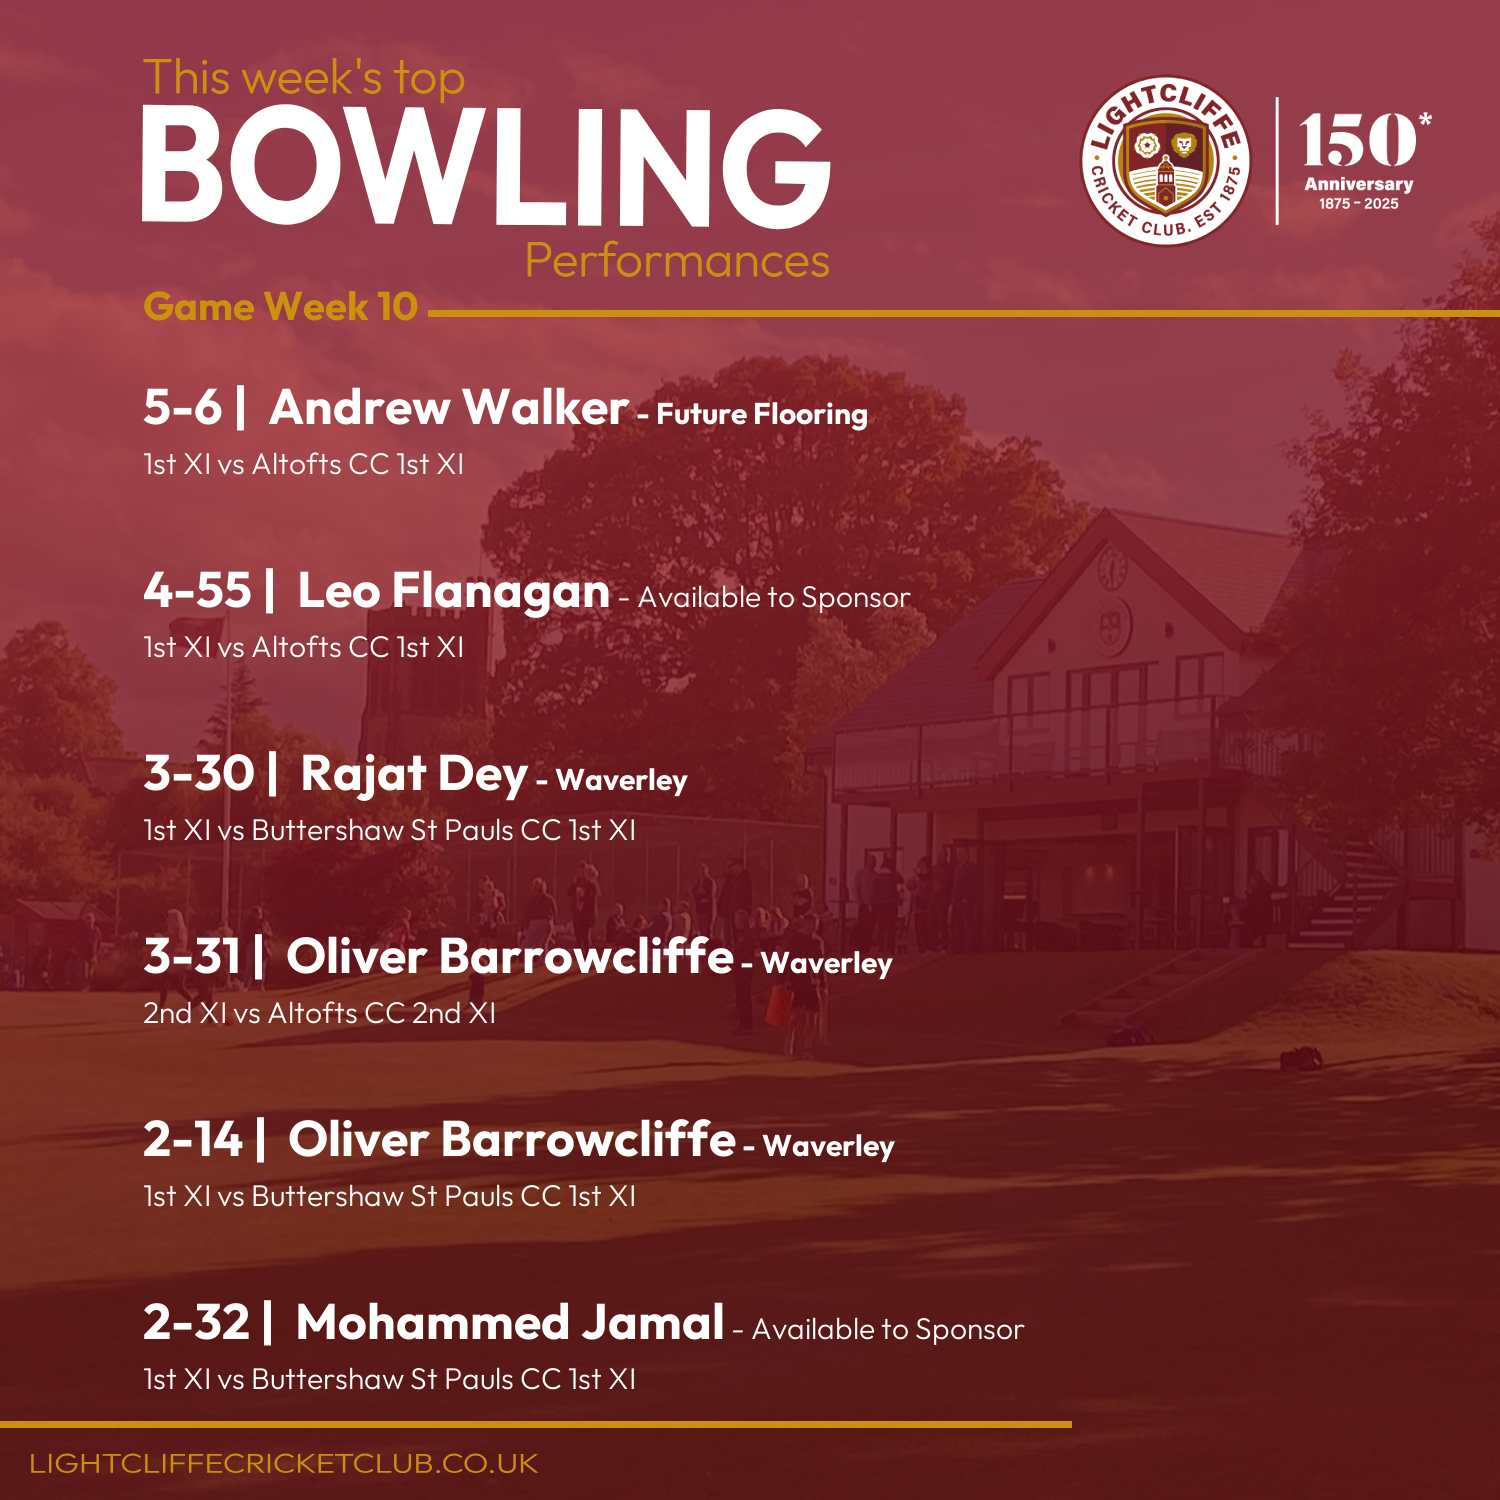 This week's top
BOWLING
Performances
LIGHTCLIFFE
CRICKET CLUB. EST 1875
150*
Anniversary
1875 - 2025
Game Week 10
5-6 | Andrew Walker - Future Flooring
1st XI vs Altofts CC 1st XI
4-55 | Leo Flanagan - Available to Sponsor
1st XI vs Altofts CC 1st XI
3-30 | Rajat Dey - Waverley
1st XI vs Buttershaw St Pauls CC 1st XI
3-31 | Oliver Barrowcliffe - Waverley
2nd XI vs Altofts CC 2nd XI
2-14 | Oliver Barrowcliffe - Waverley
1st XI vs Buttershaw St Pauls CC 1st XI
2-32 | Mohammed Jamal - Available to Sponsor
1st XI vs Buttershaw St Pauls CC 1st XI
LIGHTCLIFFECRICKETCLUB.CO.UK